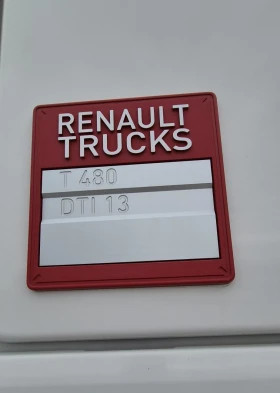 RENAULT
TRUCKS
T 480
DTI 13